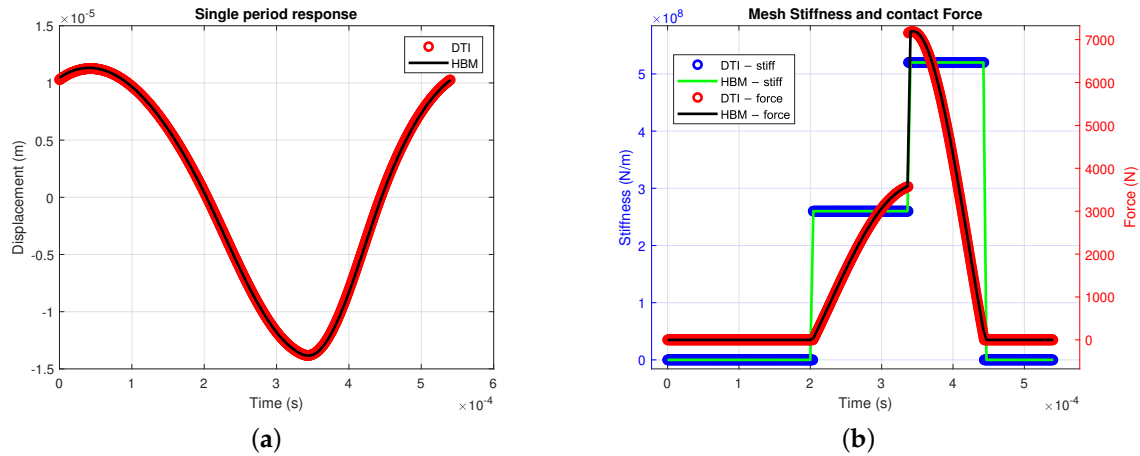 Single period response
×10⁻⁵
1.5
1
0.5
0
-0.5
-1
-1.5
Displacement (m)
DTI
HBM
0 1 2 3 4 5 6
Time (s)
×10⁻⁴
(a)
Mesh Stiffness and contact Force
×10⁸
5
4
3
2
1
0
Stiffness (N/m)
DTI − stiff
HBM − stiff
DTI − force
HBM − force
7000
6000
5000
4000
3000
2000
1000
0
Force (N)
0 1 2 3 4 5
Time (s)
×10⁻⁴
(b)